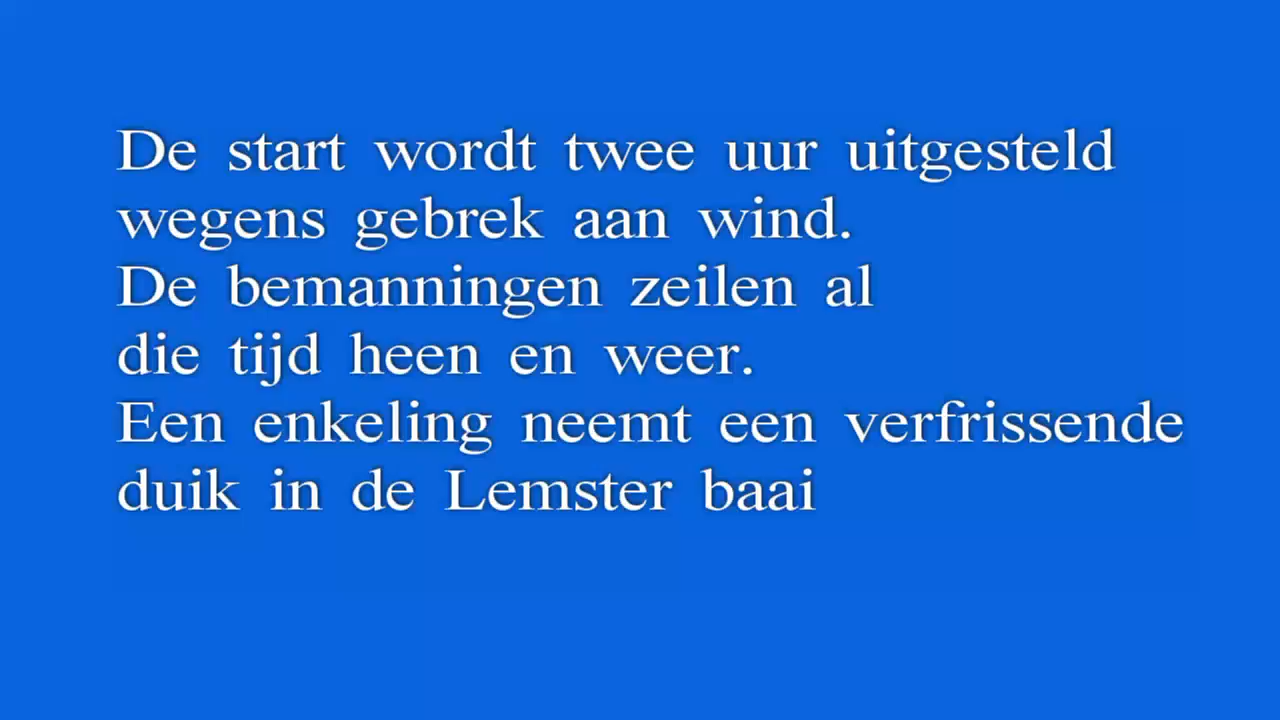 De start wordt twee uur uitgesteld
wegens gebrek aan wind.
De bemanningen zeilen al
die tijd heen en weer.
Een enkeling neemt een verfrissende
duik in de Lemster baai